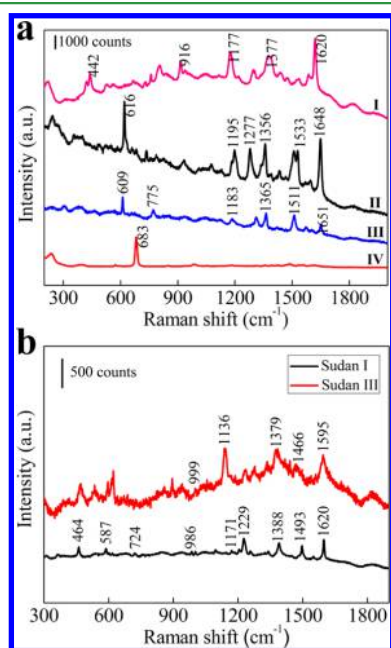 a
1000 counts
442
916
1177
1377
1620
I
616
1195
1277
1356
1533
1648
II
609
775
1183
1365
1511
1651
III
683
IV
Intensity (a.u.)
300 600 900 1200 1500 1800
Raman shift (cm-1)
b
500 counts
Sudan I
Sudan III
1136
1379
1466
1595
999
464
587
724
986
1171
1229
1388
1493
1620
Intensity (a.u.)
300 600 900 1200 1500 1800
Raman shift (cm-1)